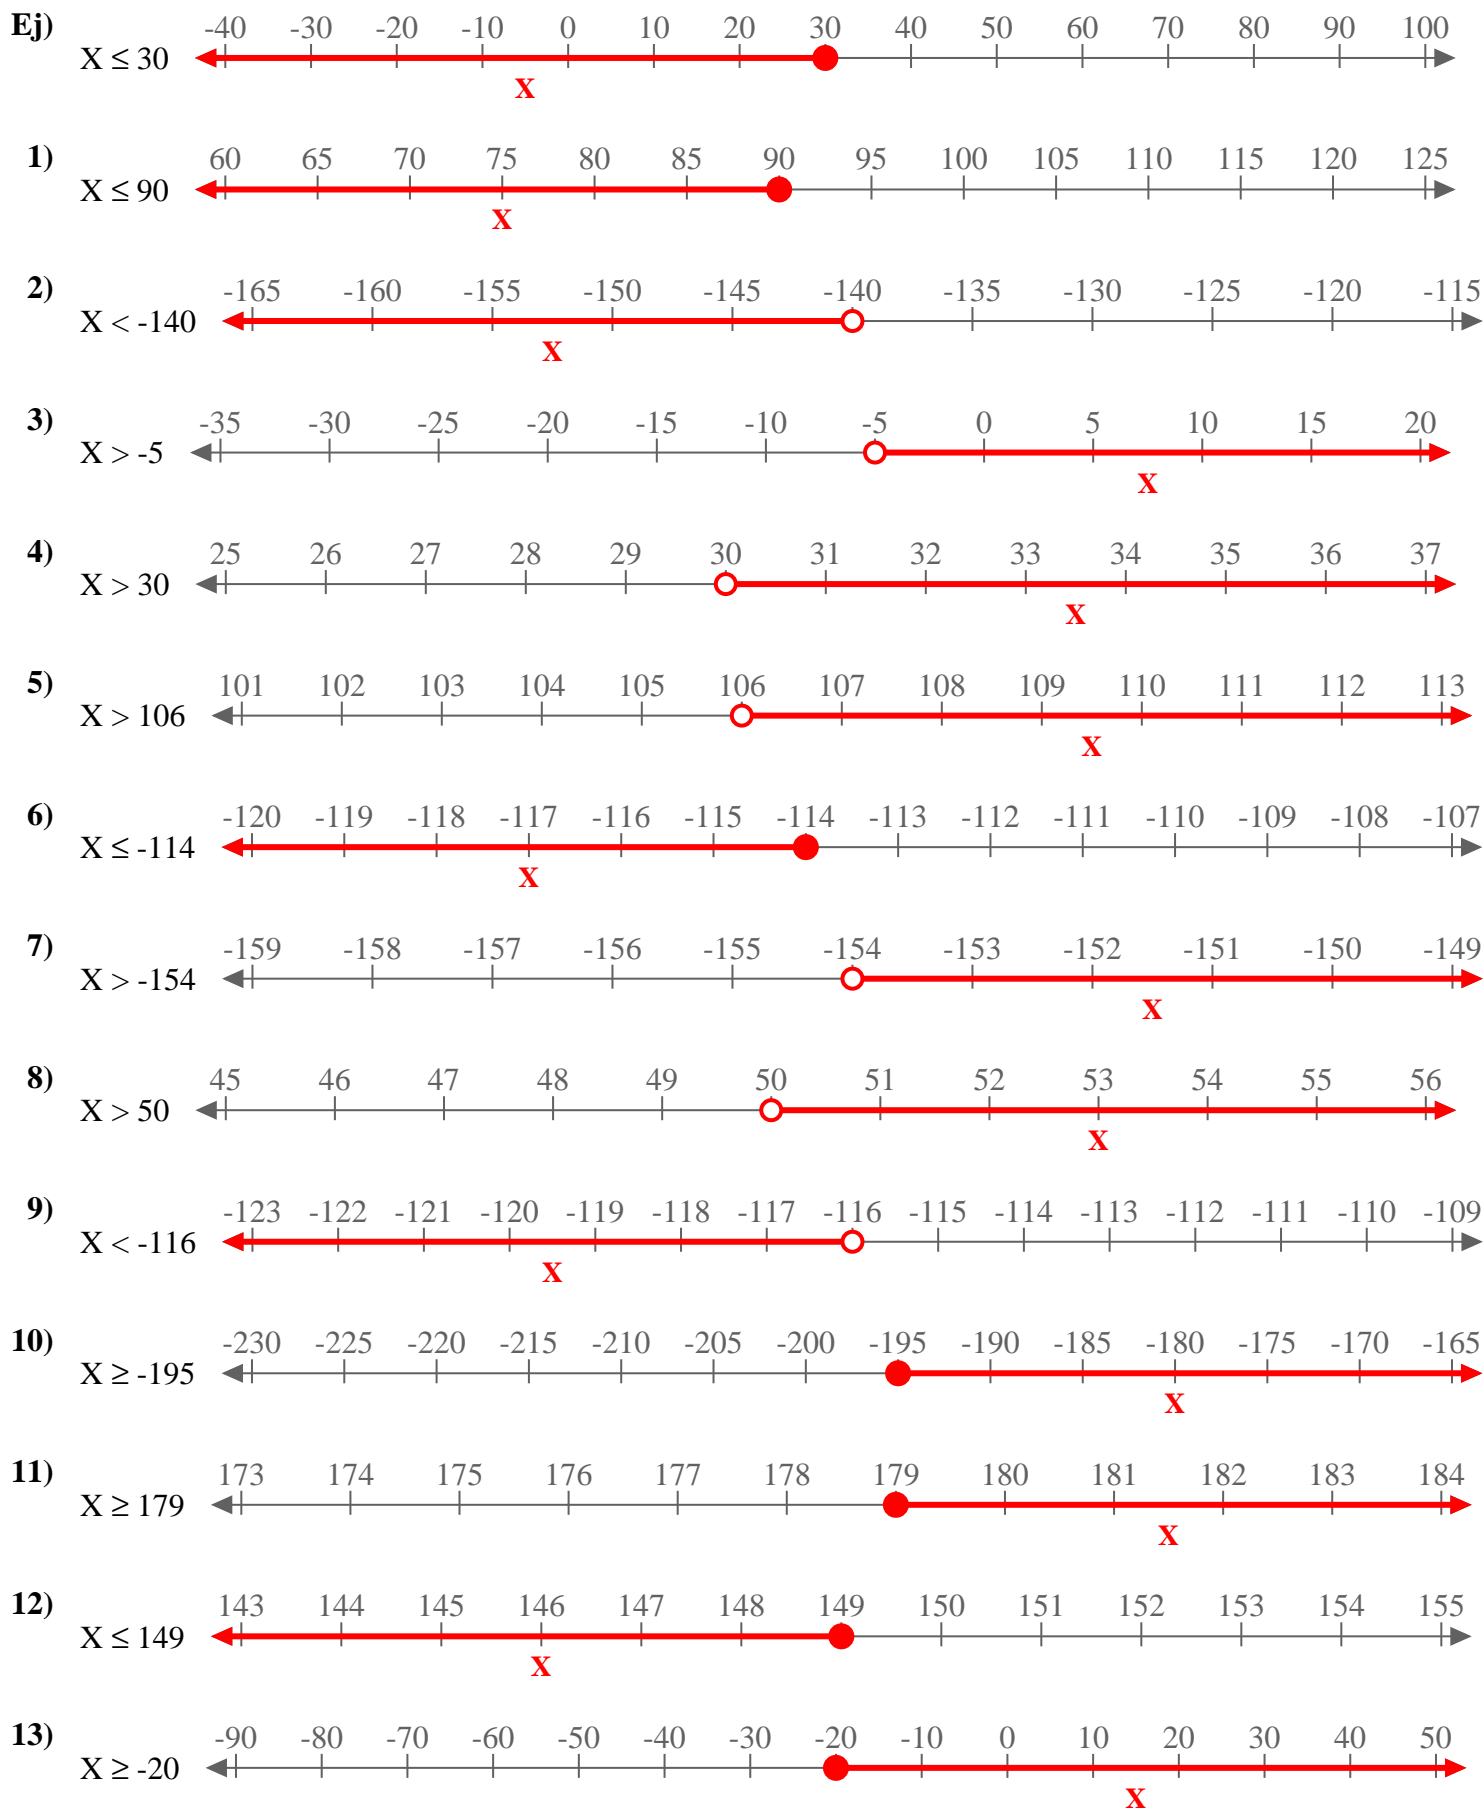 Ej) -40 -30 -20 -10 0 10 20 30 40 50 60 70 80 90 100
X ≤ 30
X
1) 60 65 70 75 80 85 90 95 100 105 110 115 120 125
X ≤ 90
X
2) -165 -160 -155 -150 -145 -140 -135 -130 -125 -120 -115
X < -140
X
3) -35 -30 -25 -20 -15 -10 -5 0 5 10 15 20
X > -5
X
4) 25 26 27 28 29 30 31 32 33 34 35 36 37
X > 30
X
5) 101 102 103 104 105 106 107 108 109 110 111 112 113
X > 106
X
6) -120 -119 -118 -117 -116 -115 -114 -113 -112 -111 -110 -109 -108 -107
X ≤ -114
X
7) -159 -158 -157 -156 -155 -154 -153 -152 -151 -150 -149
X > -154
X
8) 45 46 47 48 49 50 51 52 53 54 55 56
X > 50
X
9) -123 -122 -121 -120 -119 -118 -117 -116 -115 -114 -113 -112 -111 -110 -109
X < -116
X
10) -230 -225 -220 -215 -210 -205 -200 -195 -190 -185 -180 -175 -170 -165
X ≥ -195
X
11) 173 174 175 176 177 178 179 180 181 182 183 184
X ≥ 179
X
12) 143 144 145 146 147 148 149 150 151 152 153 154 155
X ≤ 149
X
13) -90 -80 -70 -60 -50 -40 -30 -20 -10 0 10 20 30 40 50
X ≥ -20
X